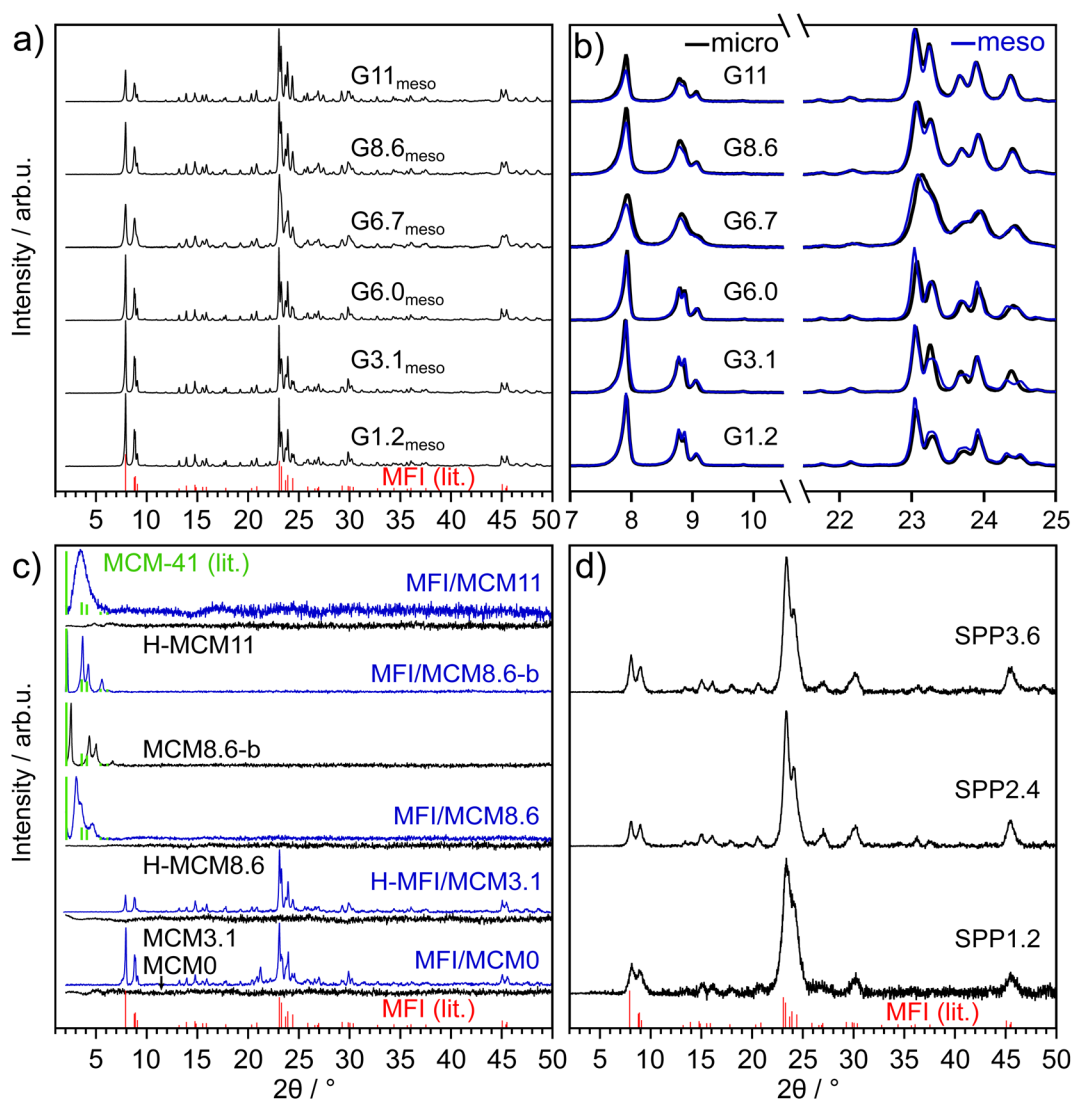 a)
Intensity / arb.u.
G11meso
G8.6meso
G6.7meso
G6.0meso
G3.1meso
G1.2meso
MFI (lit.)
5 10 15 20 25 30 35 40 45 50
b)
micro meso
G11
G8.6
G6.7
G6.0
G3.1
G1.2
7 8 9 10 22 23 24 25
c)
Intensity / arb.u.
MCM-41 (lit.)
MFI/MCM11
H-MCM11
MFI/MCM8.6-b
MCM8.6-b
MFI/MCM8.6
H-MCM8.6
H-MFI/MCM3.1
MCM3.1
MCM0
MFI/MCM0
MFI (lit.)
5 10 15 20 25 30 35 40 45 50
2θ / °
d)
SPP3.6
SPP2.4
SPP1.2
MFI (lit.)
5 10 15 20 25 30 35 40 45 50
2θ / °